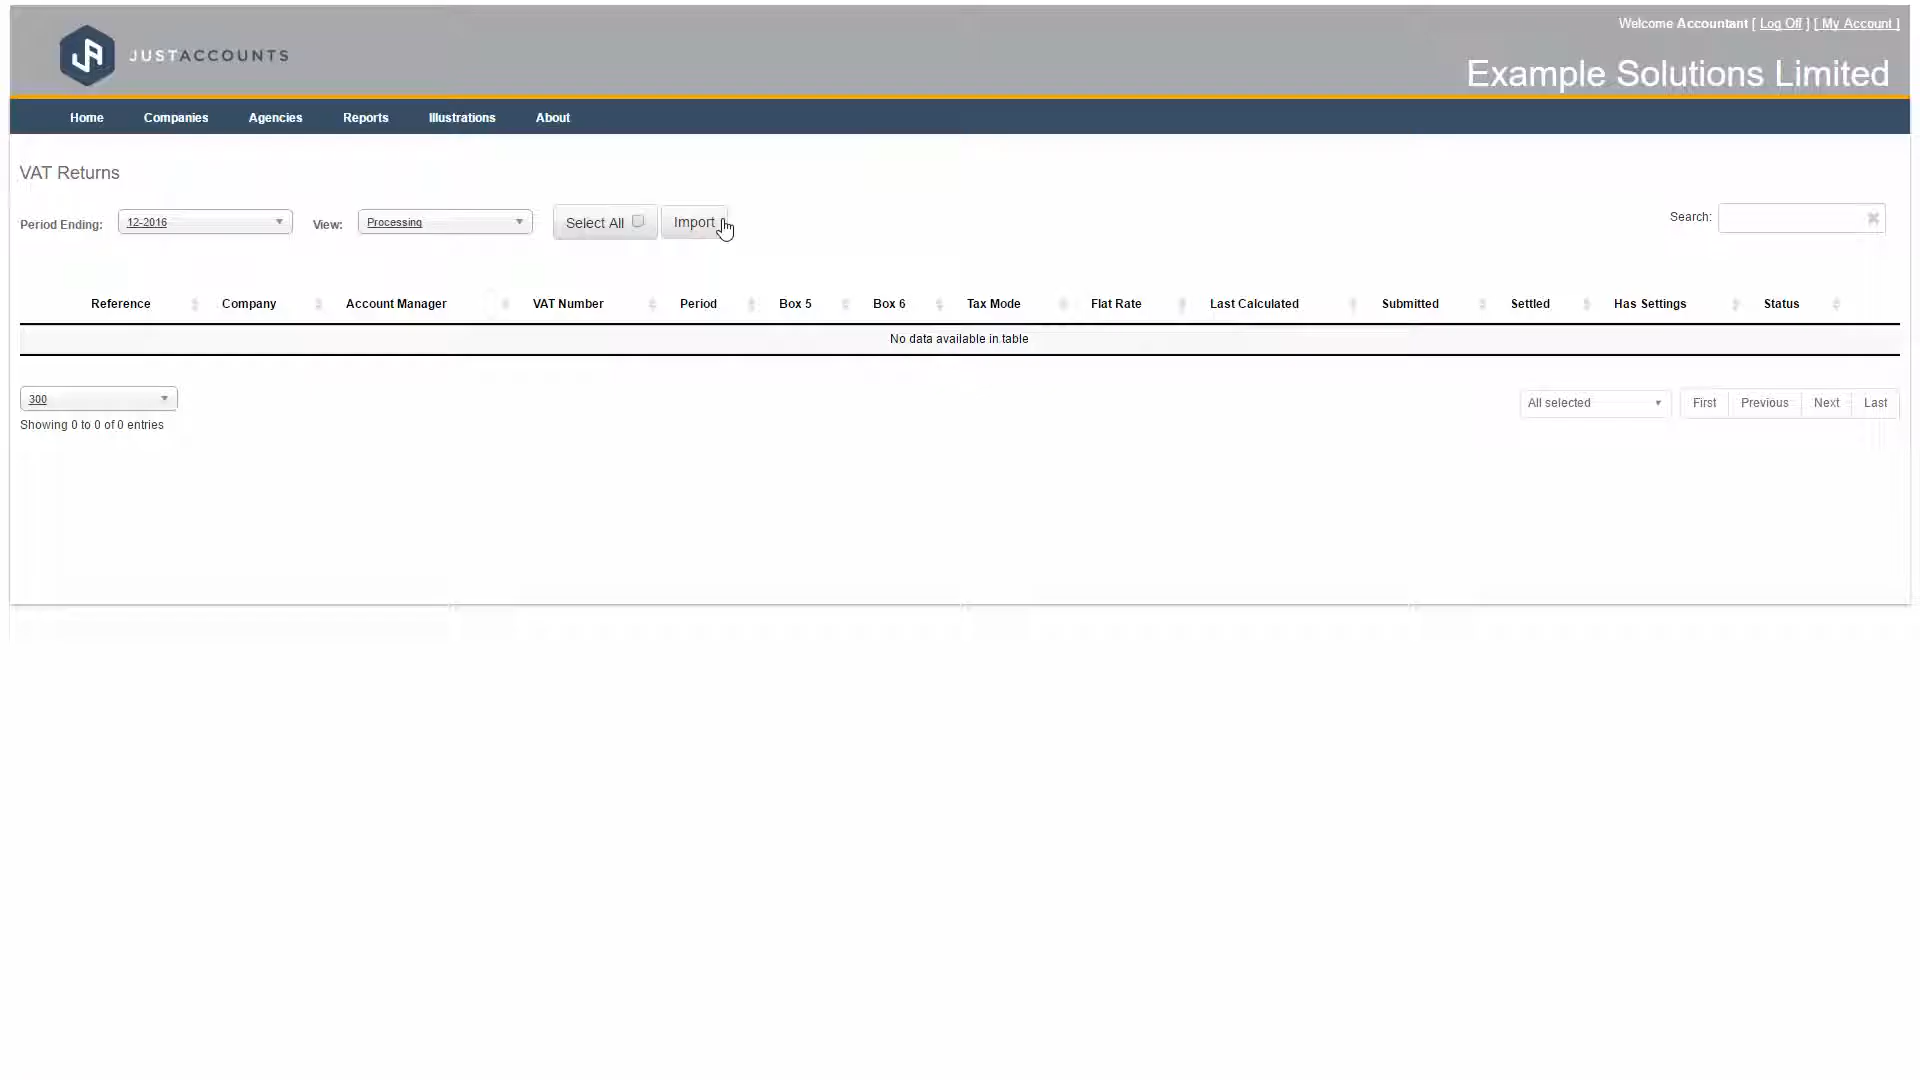 Welcome Accountant [ Log Off ] [ My Account ]
JUSTACCOUNTS
Example Solutions Limited
Home Companies Agencies Reports Illustrations About
VAT Returns
Period Ending: 12-2016 View: Processing Select All Import Search:
Reference Company Account Manager VAT Number Period Box 5 Box 6 Tax Mode Flat Rate Last Calculated Submitted Settled Has Settings Status
No data available in table
300 All selected First Previous Next Last
Showing 0 to 0 of 0 entries